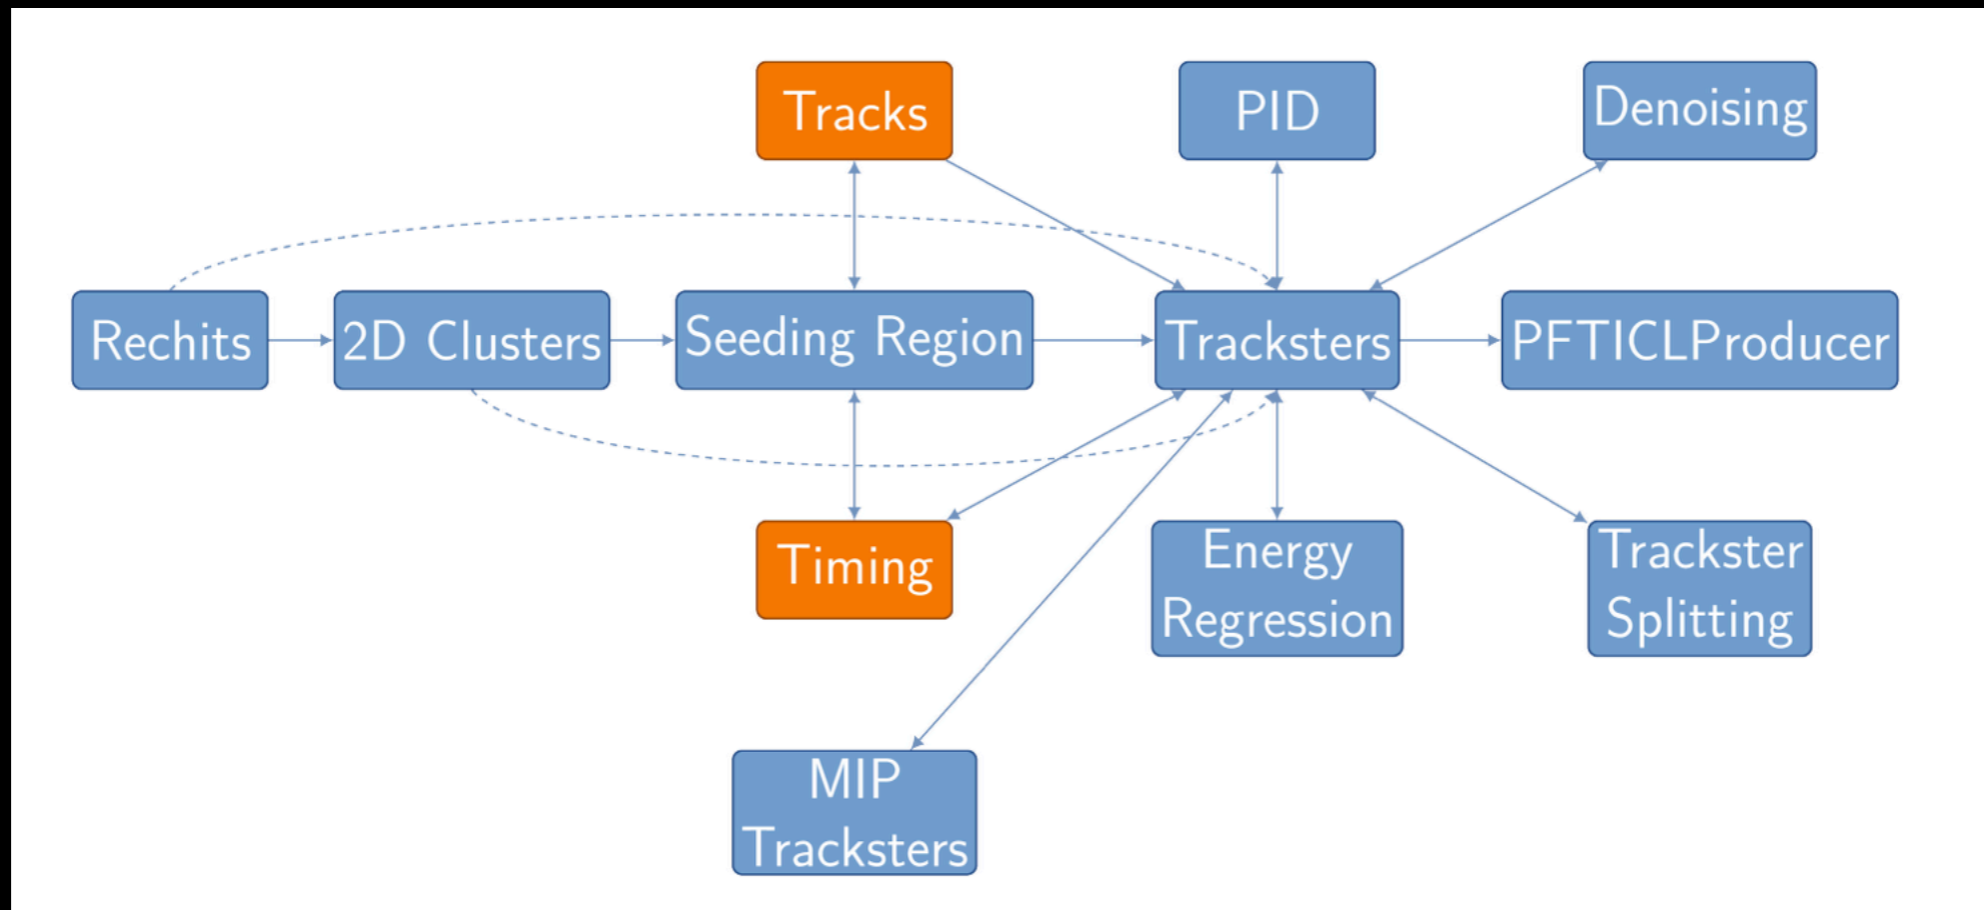 Tracks
PID
Denoising
Rechits
2D Clusters
Seeding Region
Tracksters
PFTICLProducer
Timing
Energy
Regression
Trackster
Splitting
MIP
Tracksters